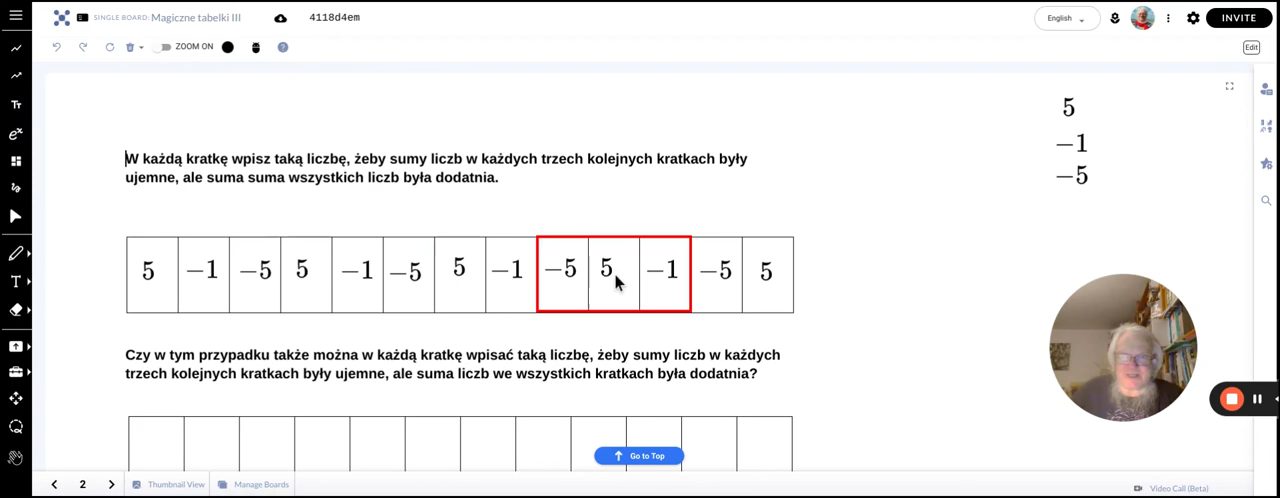 SINGLE BOARD: Magiczne tabelki III
4118d4em
English
INVITE
ZOOM ON
Edit
5
−1
−5
W każdą kratkę wpisz taką liczbę, żeby sumy liczb w każdych trzech kolejnych kratkach były
ujemne, ale suma suma wszystkich liczb była dodatnia.
5 −1 −5 5 −1 −5 5 −1 −5 5 −1 −5 5
Czy w tym przypadku także można w każdą kratkę wpisać taką liczbę, żeby sumy liczb w każdych
trzech kolejnych kratkach były ujemne, ale suma liczb we wszystkich kratkach była dodatnia?
Go to Top
2
Thumbnail View
Manage Boards
Video Call (Beta)